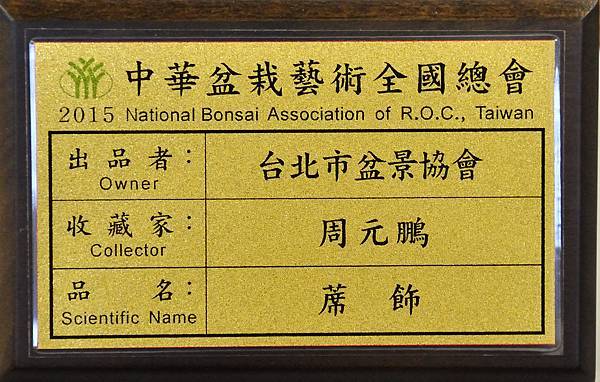 中華盆栽藝術全國總會
2015 National Bonsai Association of R.O.C., Taiwan
出品者：台北市盆景協會
Owner
收藏家：周元鵬
Collector
品名：蓆飾
Scientific Name